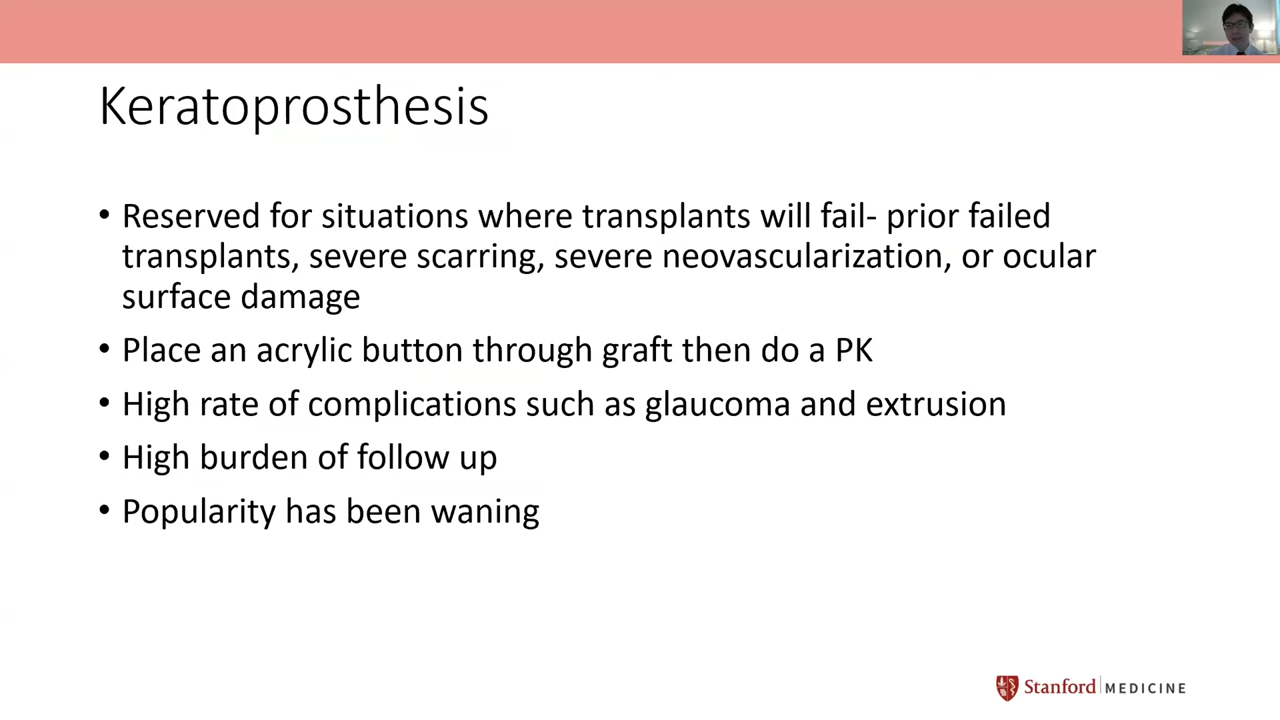 Keratoprosthesis
• Reserved for situations where transplants will fail- prior failed
transplants, severe scarring, severe neovascularization, or ocular
surface damage
• Place an acrylic button through graft then do a PK
• High rate of complications such as glaucoma and extrusion
• High burden of follow up
• Popularity has been waning
Stanford MEDICINE